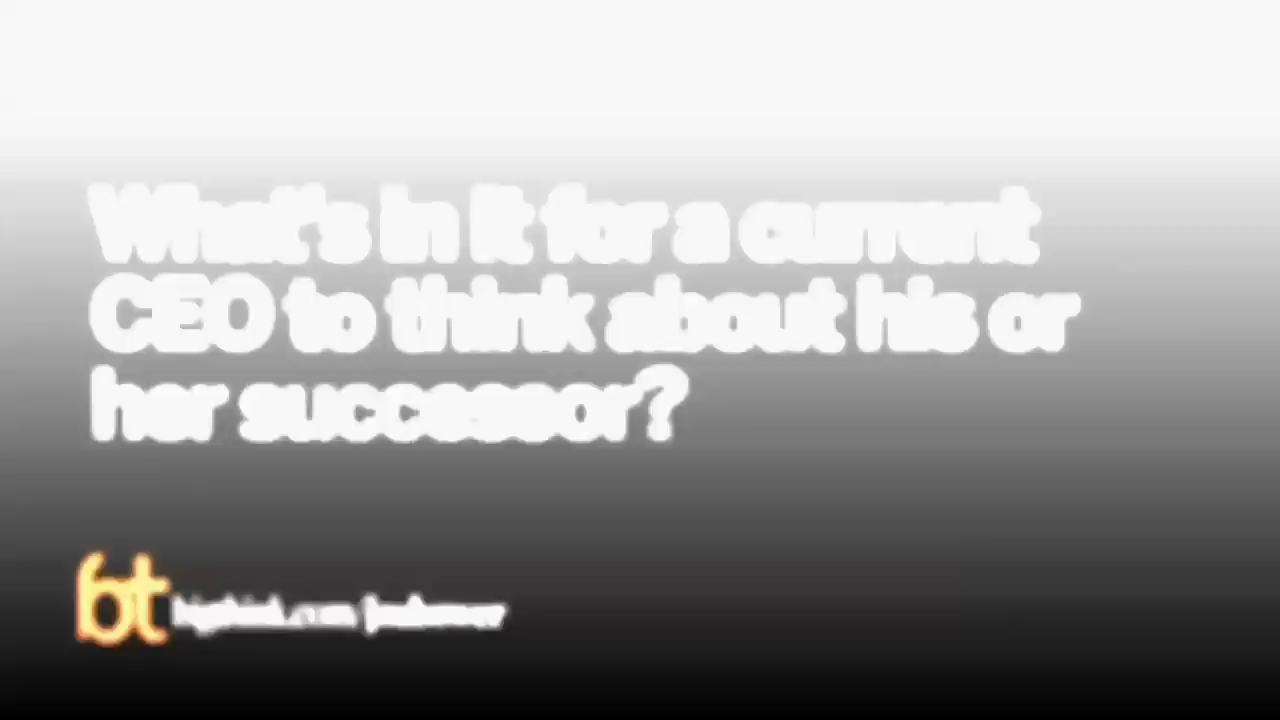 What's in it for a current
CEO to think about his or
her successor?
bt